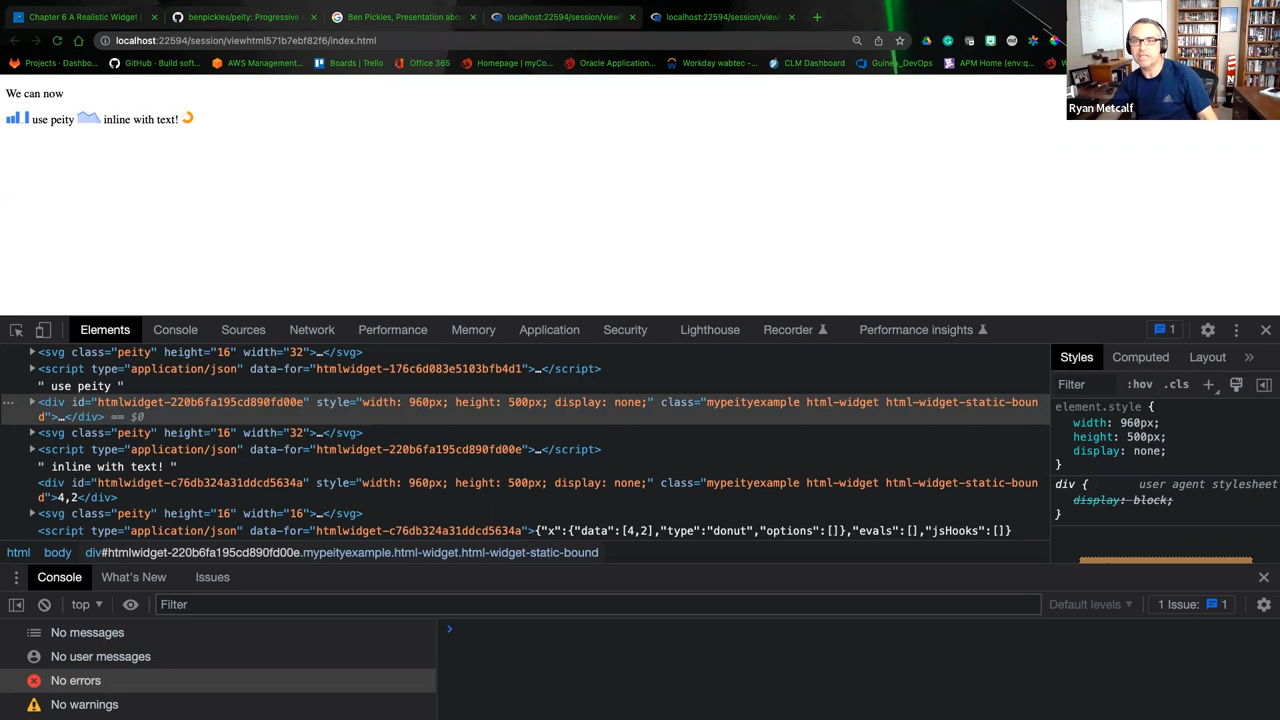 Chapter 6 A Realistic Widget
benpickles/peity: Progressive
Ben Pickles, Presentation abou
localhost:22594/session/viewh
localhost:22594/session/viewh
localhost:22594/session/viewhtml571b7ebf82f6/index.html
Projects - Dashbo...
GitHub · Build soft...
AWS Management...
Boards | Trello
Office 365
Homepage | myCo...
Oracle Application...
Workday wabtec -...
CLM Dashboard
Guinea_DevOps
APM Home (env:q...
Ryan Metcalf
We can now
use peity inline with text!
Elements Console Sources Network Performance Memory Application Security Lighthouse Recorder Performance insights 1
<svg class="peity" height="16" width="32">…</svg>
<script type="application/json" data-for="htmlwidget-176c6d083e5103bfb4d1">…</script>
" use peity "
<div id="htmlwidget-220b6fa195cd890fd00e" style="width: 960px; height: 500px; display: none;" class="mypeityexample html-widget html-widget-static-boun
d">…</div> == $0
<svg class="peity" height="16" width="32">…</svg>
<script type="application/json" data-for="htmlwidget-220b6fa195cd890fd00e">…</script>
" inline with text! "
<div id="htmlwidget-c76db324a31ddcd5634a" style="width: 960px; height: 500px; display: none;" class="mypeityexample html-widget html-widget-static-boun
d">4,2</div>
<svg class="peity" height="16" width="16">…</svg>
<script type="application/json" data-for="htmlwidget-c76db324a31ddcd5634a">{"x":{"data":[4,2],"type":"donut","options":[]},"evals":[],"jsHooks":[]}
html body div#htmlwidget-220b6fa195cd890fd00e.mypeityexample.html-widget.html-widget-static-bound
Styles Computed Layout
Filter :hov .cls
element.style {
width: 960px;
height: 500px;
display: none;
}
div { user agent stylesheet
display: block;
}
Console What's New Issues
top Filter Default levels 1 Issue: 1
No messages
No user messages
No errors
No warnings